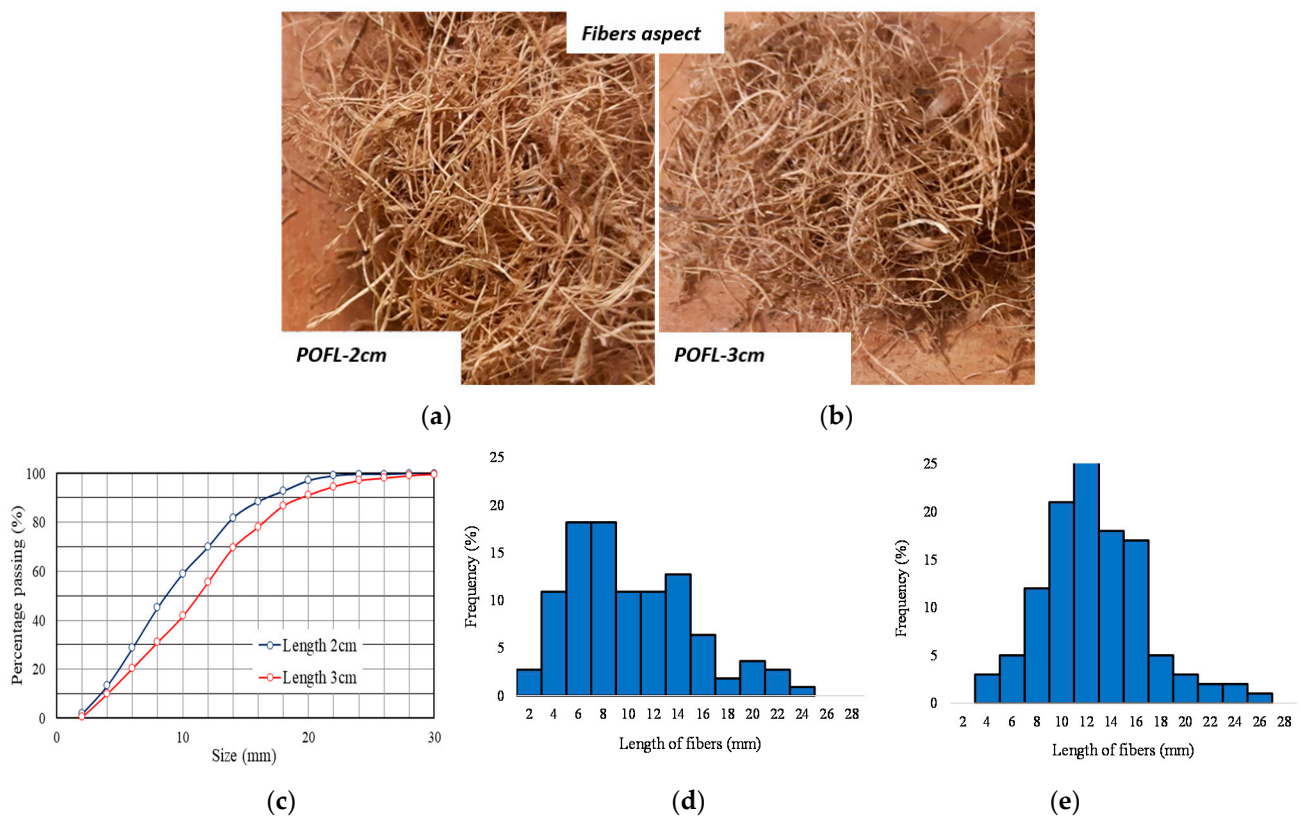 Fibers aspect
POFL-2cm
POFL-3cm
(a)
(b)
Percentage passing (%)
100
80
60
40
20
0
Length 2cm
Length 3cm
0 10 20 30
Size (mm)
(c)
Frequency (%)
25
20
15
10
5
0
2 4 6 8 10 12 14 16 18 20 22 24 26 28
Length of fibers (mm)
(d)
Frequency (%)
25
20
15
10
5
0
2 4 6 8 10 12 14 16 18 20 22 24 26 28
Length of fibers (mm)
(e)